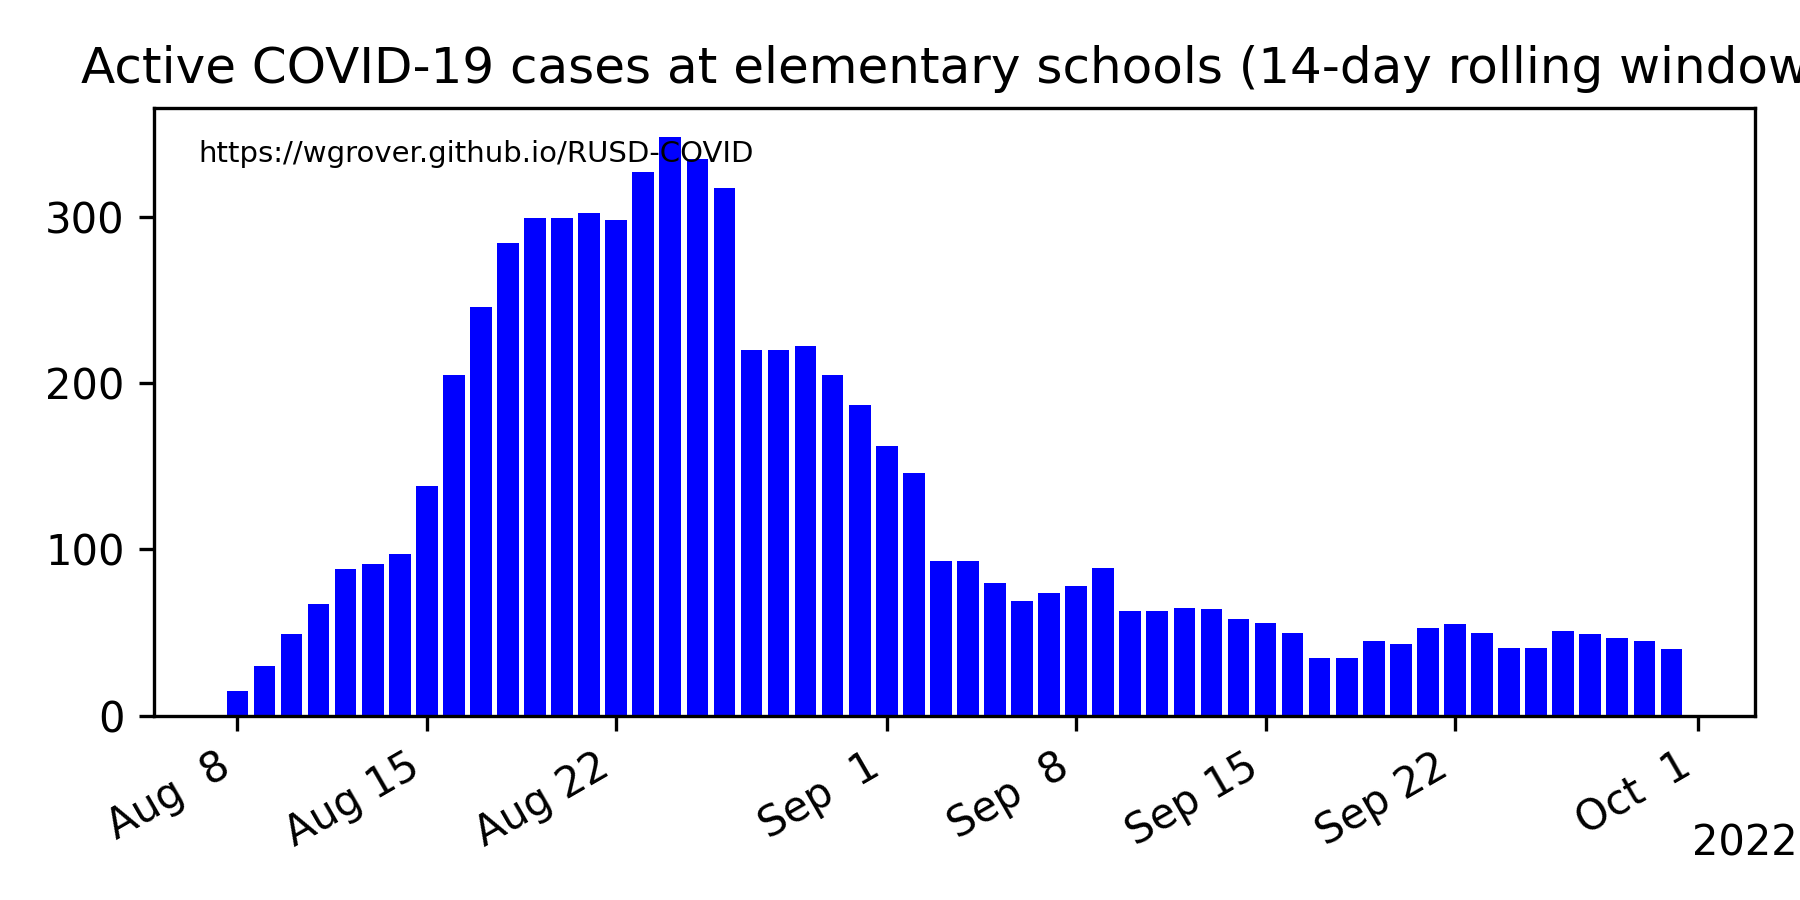 Active COVID-19 cases at elementary schools (14-day rolling window
https://wgrover.github.io/RUSD-COVID
300
200
100
0
Aug 8
Aug 15
Aug 22
Sep 1
Sep 8
Sep 15
Sep 22
Oct 1
2022